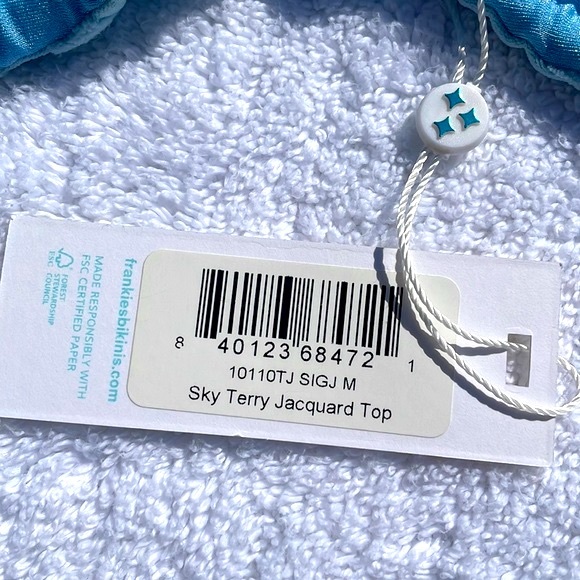 frankiesbikinis.com
MADE RESPONSIBLY WITH
FSC CERTIFIED PAPER
FSC
FOREST
STEWARDSHIP
COUNCIL
8 40123 68472 1
10110TJ SIGJ M
Sky Terry Jacquard Top